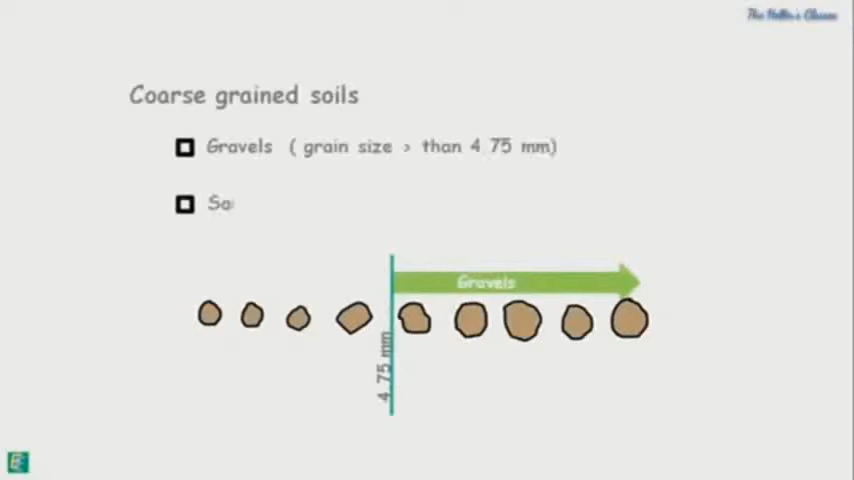 Coarse grained soils
Gravels ( grain size > than 4.75 mm)
Sa
Gravels
4.75 mm